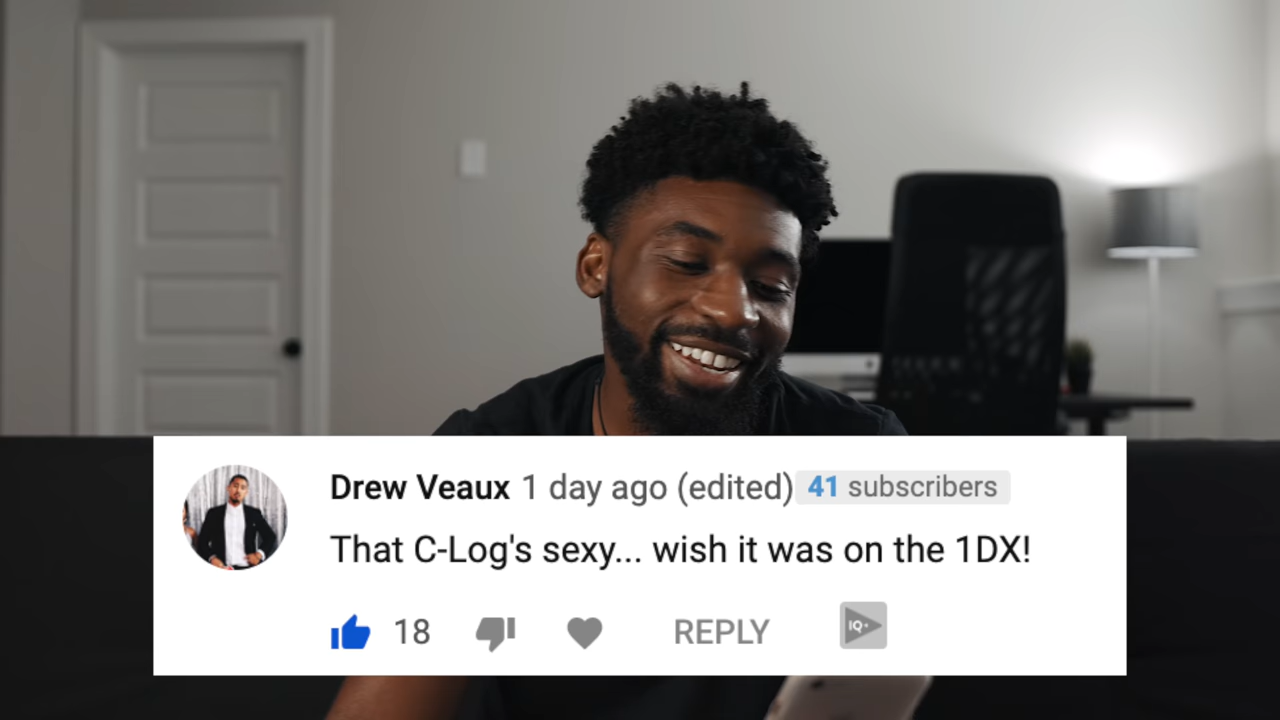 Drew Veaux 1 day ago (edited) 41 subscribers
That C-Log's sexy... wish it was on the 1DX!
18 REPLY IQ+